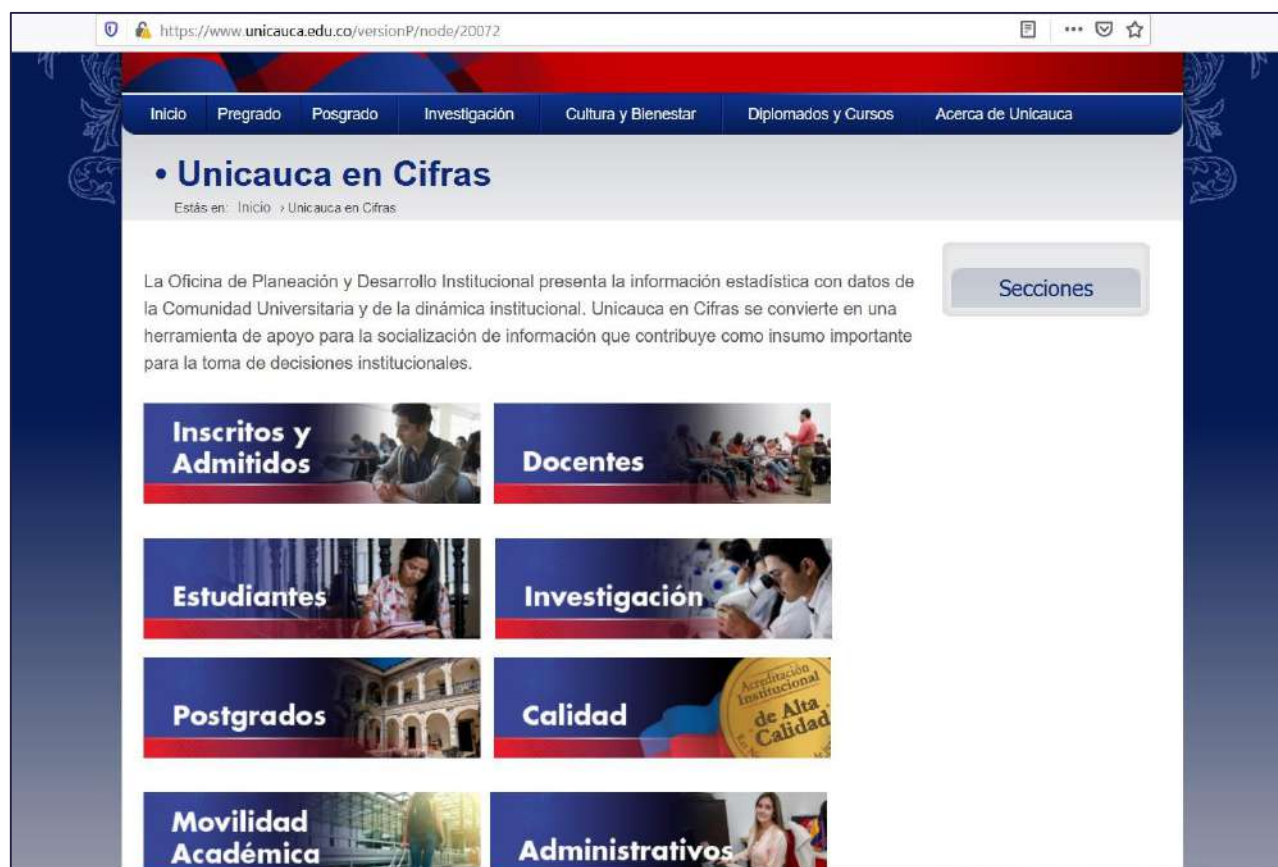 https://www.unicauca.edu.co/versionP/node/20072
Inicio Pregrado Posgrado Investigación Cultura y Bienestar Diplomados y Cursos Acerca de Unicauca
• Unicauca en Cifras
Estás en: Inicio › Unicauca en Cifras
La Oficina de Planeación y Desarrollo Institucional presenta la información estadística con datos de
la Comunidad Universitaria y de la dinámica institucional. Unicauca en Cifras se convierte en una
herramienta de apoyo para la socialización de información que contribuye como insumo importante
para la toma de decisiones institucionales.
Secciones
Inscritos y
Admitidos
Docentes
Estudiantes
Investigación
Postgrados
Calidad
Acreditación
Institucional
de Alta
Calidad
Movilidad
Académica
Administrativos